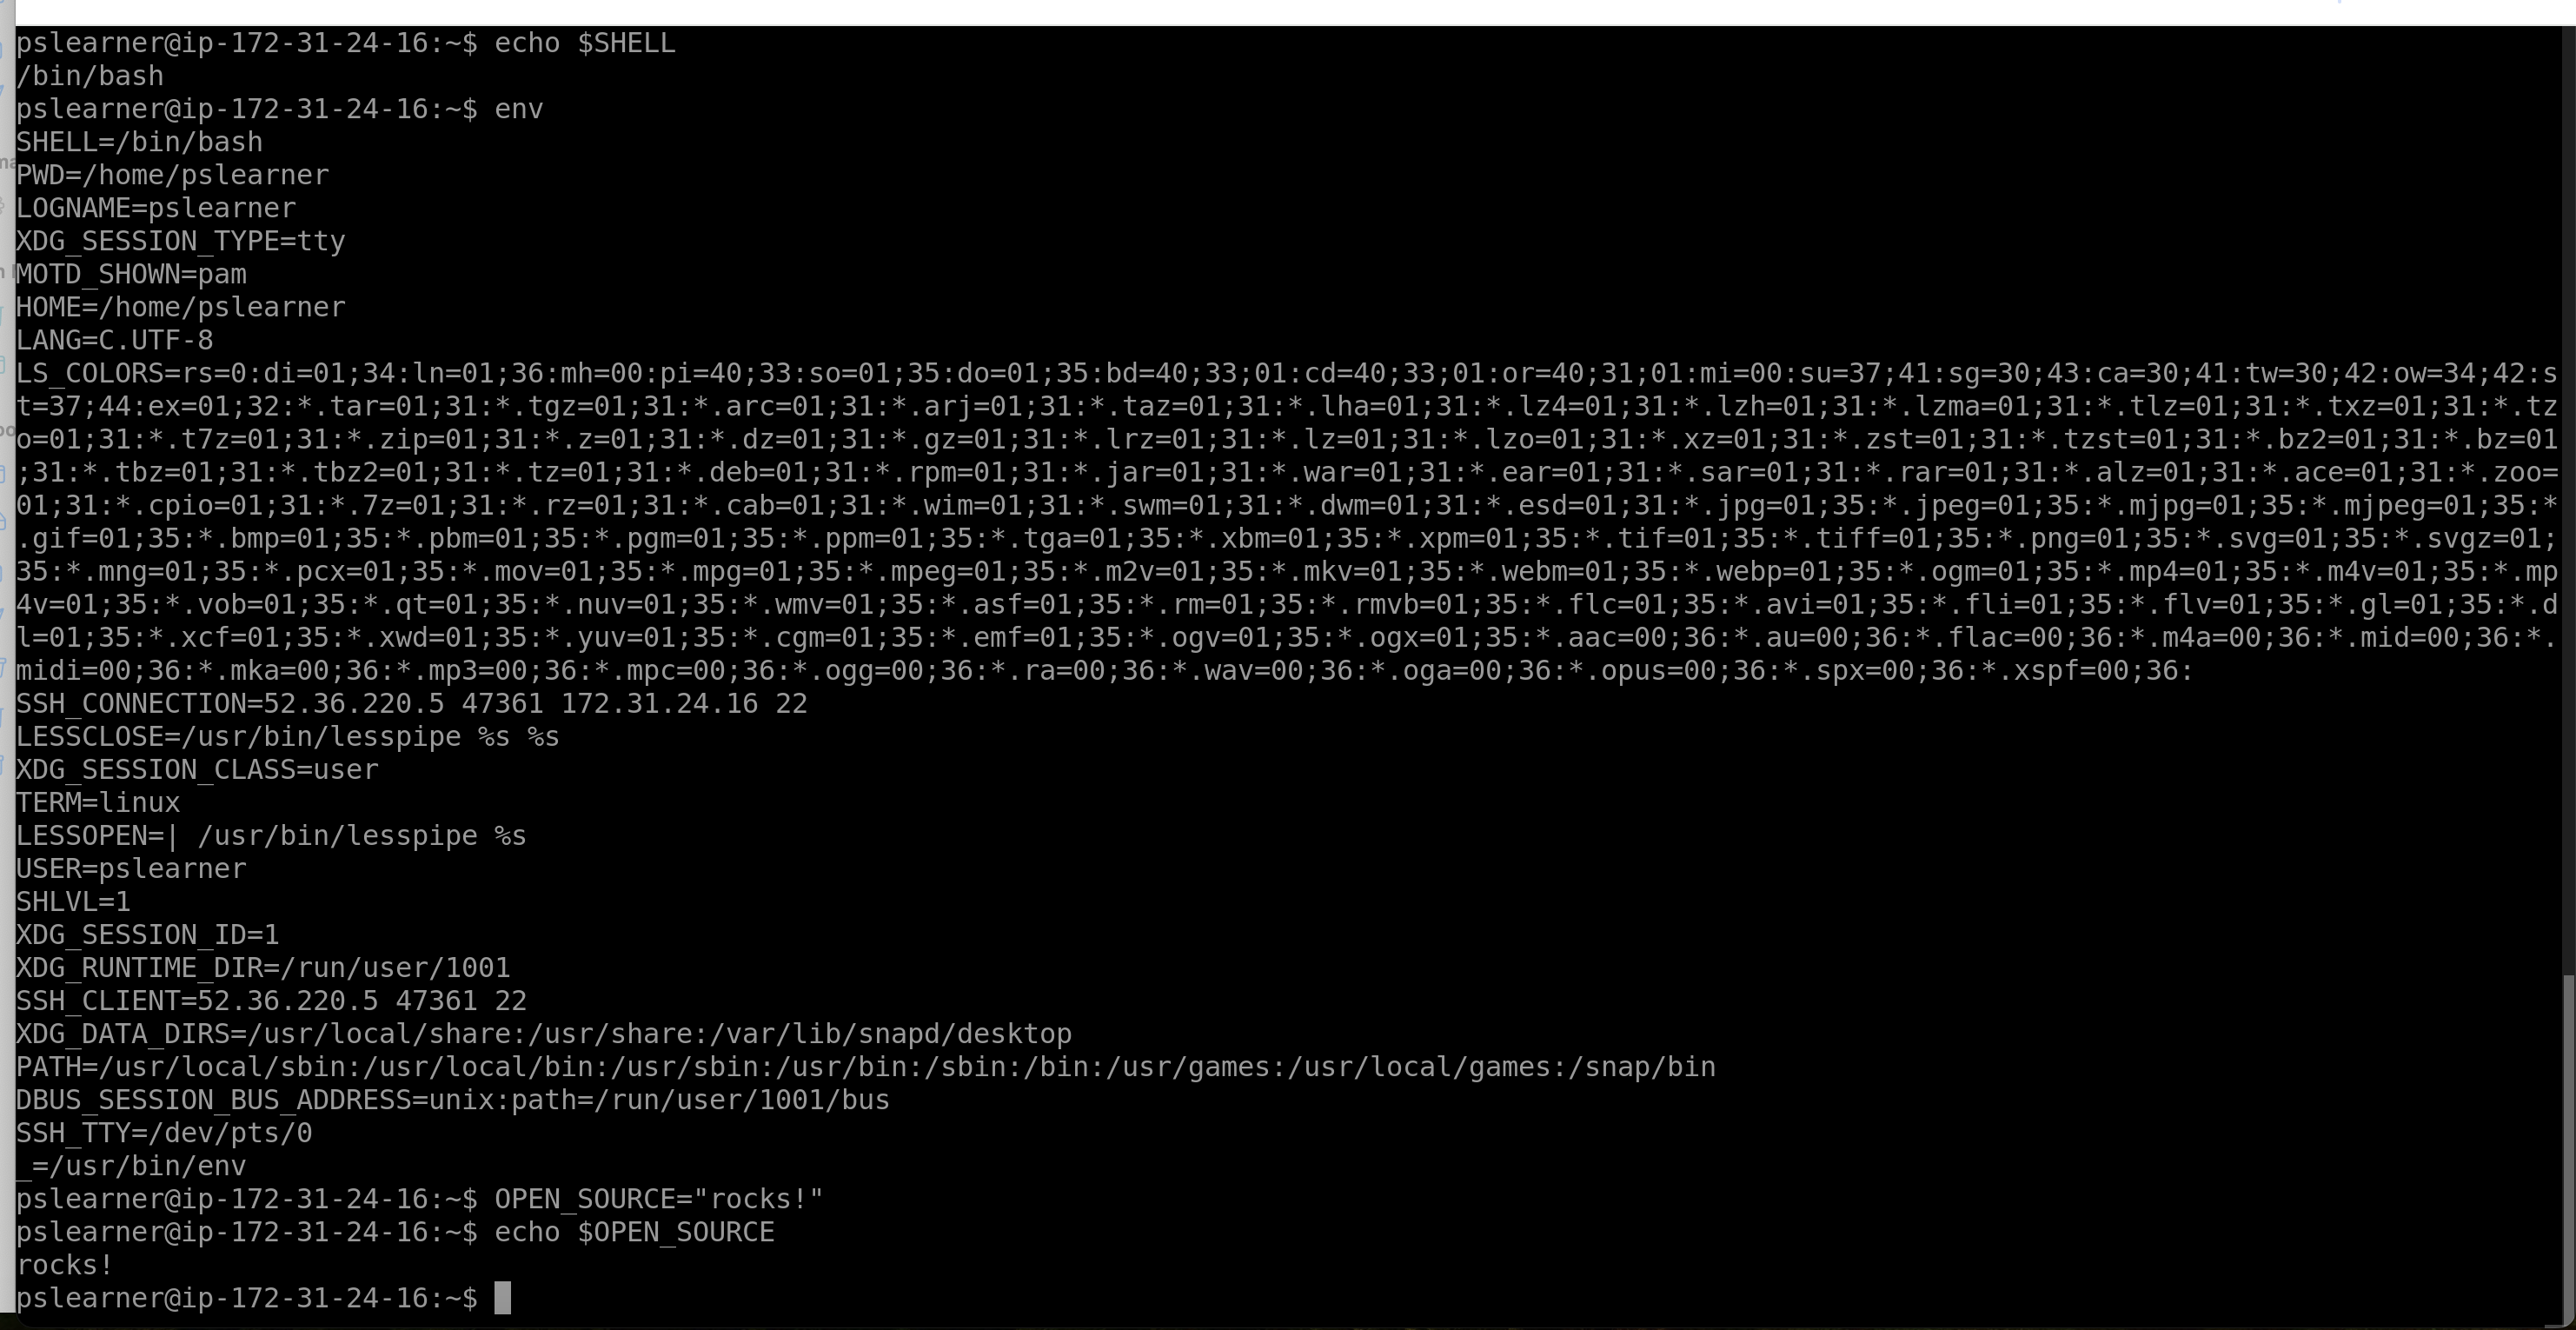 pslearner@ip-172-31-24-16:~$ echo $SHELL
/bin/bash
pslearner@ip-172-31-24-16:~$ env
SHELL=/bin/bash
PWD=/home/pslearner
LOGNAME=pslearner
XDG_SESSION_TYPE=tty
MOTD_SHOWN=pam
HOME=/home/pslearner
LANG=C.UTF-8
LS_COLORS=rs=0:di=01;34:ln=01;36:mh=00:pi=40;33:so=01;35:do=01;35:bd=40;33;01:cd=40;33;01:or=40;31;01:mi=00:su=37;41:sg=30;43:ca=30;41:tw=30;42:ow=34;42:s
t=37;44:ex=01;32:*.tar=01;31:*.tgz=01;31:*.arc=01;31:*.arj=01;31:*.taz=01;31:*.lha=01;31:*.lz4=01;31:*.lzh=01;31:*.lzma=01;31:*.tlz=01;31:*.txz=01;31:*.tz
o=01;31:*.t7z=01;31:*.zip=01;31:*.z=01;31:*.dz=01;31:*.gz=01;31:*.lrz=01;31:*.lz=01;31:*.lzo=01;31:*.xz=01;31:*.zst=01;31:*.tzst=01;31:*.bz2=01;31:*.bz=01
;31:*.tbz=01;31:*.tbz2=01;31:*.tz=01;31:*.deb=01;31:*.rpm=01;31:*.jar=01;31:*.war=01;31:*.ear=01;31:*.sar=01;31:*.rar=01;31:*.alz=01;31:*.ace=01;31:*.zoo=
01;31:*.cpio=01;31:*.7z=01;31:*.rz=01;31:*.cab=01;31:*.wim=01;31:*.swm=01;31:*.dwm=01;31:*.esd=01;31:*.jpg=01;35:*.jpeg=01;35:*.mjpg=01;35:*.mjpeg=01;35:*
.gif=01;35:*.bmp=01;35:*.pbm=01;35:*.pgm=01;35:*.ppm=01;35:*.tga=01;35:*.xbm=01;35:*.xpm=01;35:*.tif=01;35:*.tiff=01;35:*.png=01;35:*.svg=01;35:*.svgz=01;
35:*.mng=01;35:*.pcx=01;35:*.mov=01;35:*.mpg=01;35:*.mpeg=01;35:*.m2v=01;35:*.mkv=01;35:*.webm=01;35:*.webp=01;35:*.ogm=01;35:*.mp4=01;35:*.m4v=01;35:*.mp
4v=01;35:*.vob=01;35:*.qt=01;35:*.nuv=01;35:*.wmv=01;35:*.asf=01;35:*.rm=01;35:*.rmvb=01;35:*.flc=01;35:*.avi=01;35:*.fli=01;35:*.flv=01;35:*.gl=01;35:*.d
l=01;35:*.xcf=01;35:*.xwd=01;35:*.yuv=01;35:*.cgm=01;35:*.emf=01;35:*.ogv=01;35:*.ogx=01;35:*.aac=00;36:*.au=00;36:*.flac=00;36:*.m4a=00;36:*.mid=00;36:*.
midi=00;36:*.mka=00;36:*.mp3=00;36:*.mpc=00;36:*.ogg=00;36:*.ra=00;36:*.wav=00;36:*.oga=00;36:*.opus=00;36:*.spx=00;36:*.xspf=00;36:
SSH_CONNECTION=52.36.220.5 47361 172.31.24.16 22
LESSCLOSE=/usr/bin/lesspipe %s %s
XDG_SESSION_CLASS=user
TERM=linux
LESSOPEN=| /usr/bin/lesspipe %s
USER=pslearner
SHLVL=1
XDG_SESSION_ID=1
XDG_RUNTIME_DIR=/run/user/1001
SSH_CLIENT=52.36.220.5 47361 22
XDG_DATA_DIRS=/usr/local/share:/usr/share:/var/lib/snapd/desktop
PATH=/usr/local/sbin:/usr/local/bin:/usr/sbin:/usr/bin:/sbin:/bin:/usr/games:/usr/local/games:/snap/bin
DBUS_SESSION_BUS_ADDRESS=unix:path=/run/user/1001/bus
SSH_TTY=/dev/pts/0
_=/usr/bin/env
pslearner@ip-172-31-24-16:~$ OPEN_SOURCE="rocks!"
pslearner@ip-172-31-24-16:~$ echo $OPEN_SOURCE
rocks!
pslearner@ip-172-31-24-16:~$